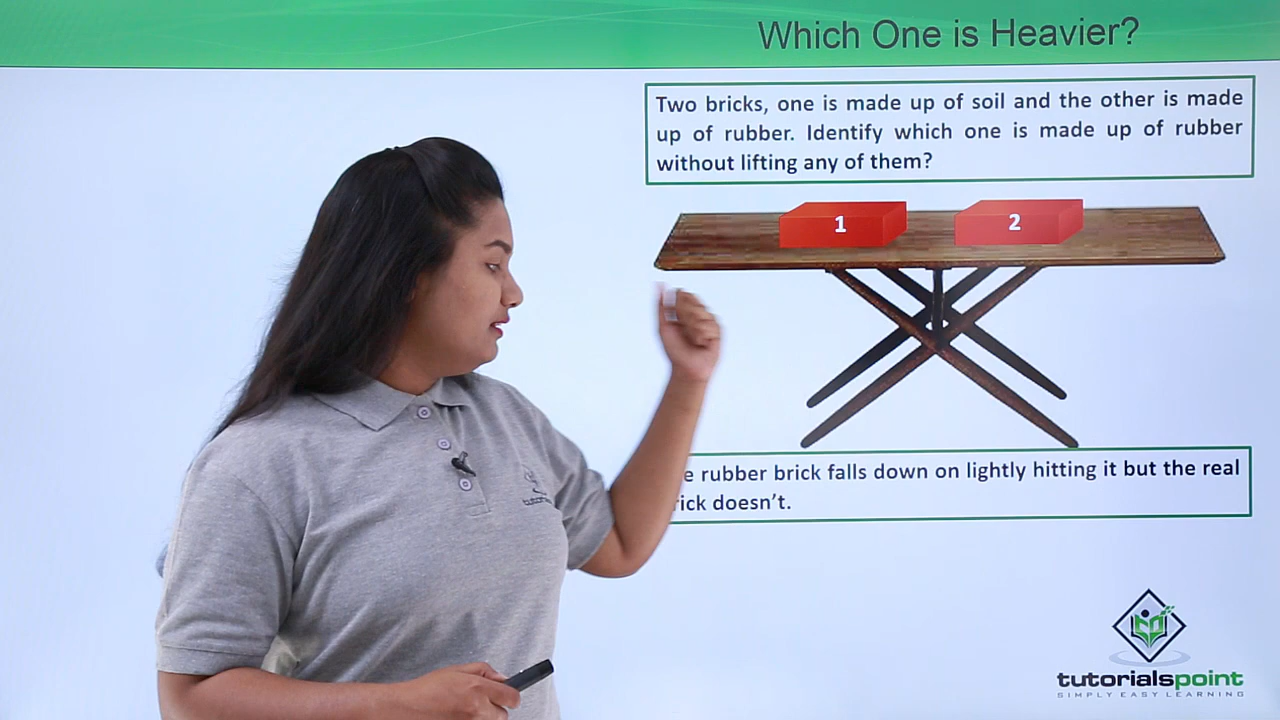 Which One is Heavier?
Two bricks, one is made up of soil and the other is made
up of rubber. Identify which one is made up of rubber
without lifting any of them?
1 2
rubber brick falls down on lightly hitting it but the real
doesn't.
tutorialspoint
SIMPLY EASY LEARNING